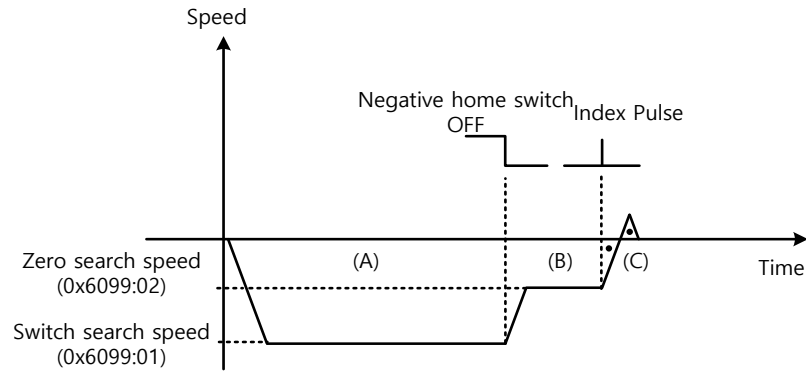 Speed
Negative home switch
OFF
Index Pulse
Zero search speed
(0x6099:02)
(A)
(B)
(C)
Time
Switch search speed
(0x6099:01)